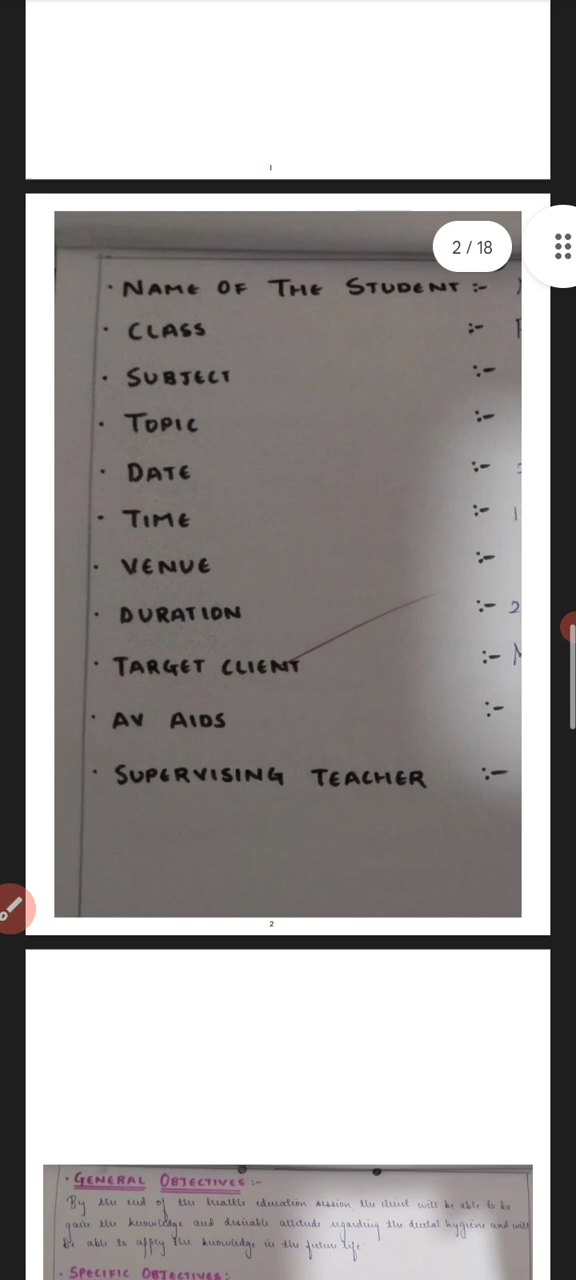 1
2 / 18
· NAME OF THE STUDENT :-
· CLASS :-
· SUBJECT :-
· TOPIC :-
· DATE :-
· TIME :- 1
· VENUE :-
· DURATION :- 2
· TARGET CLIENT :-
· AV AIDS :-
· SUPERVISING TEACHER :-
2
· GENERAL OBJECTIVES :-
By the end of the health education session, the client will be able to
gain the knowledge and desirable attitude regarding the dental hygiene and will
be able to apply the knowledge in the future life
· SPECIFIC OBJECTIVES: